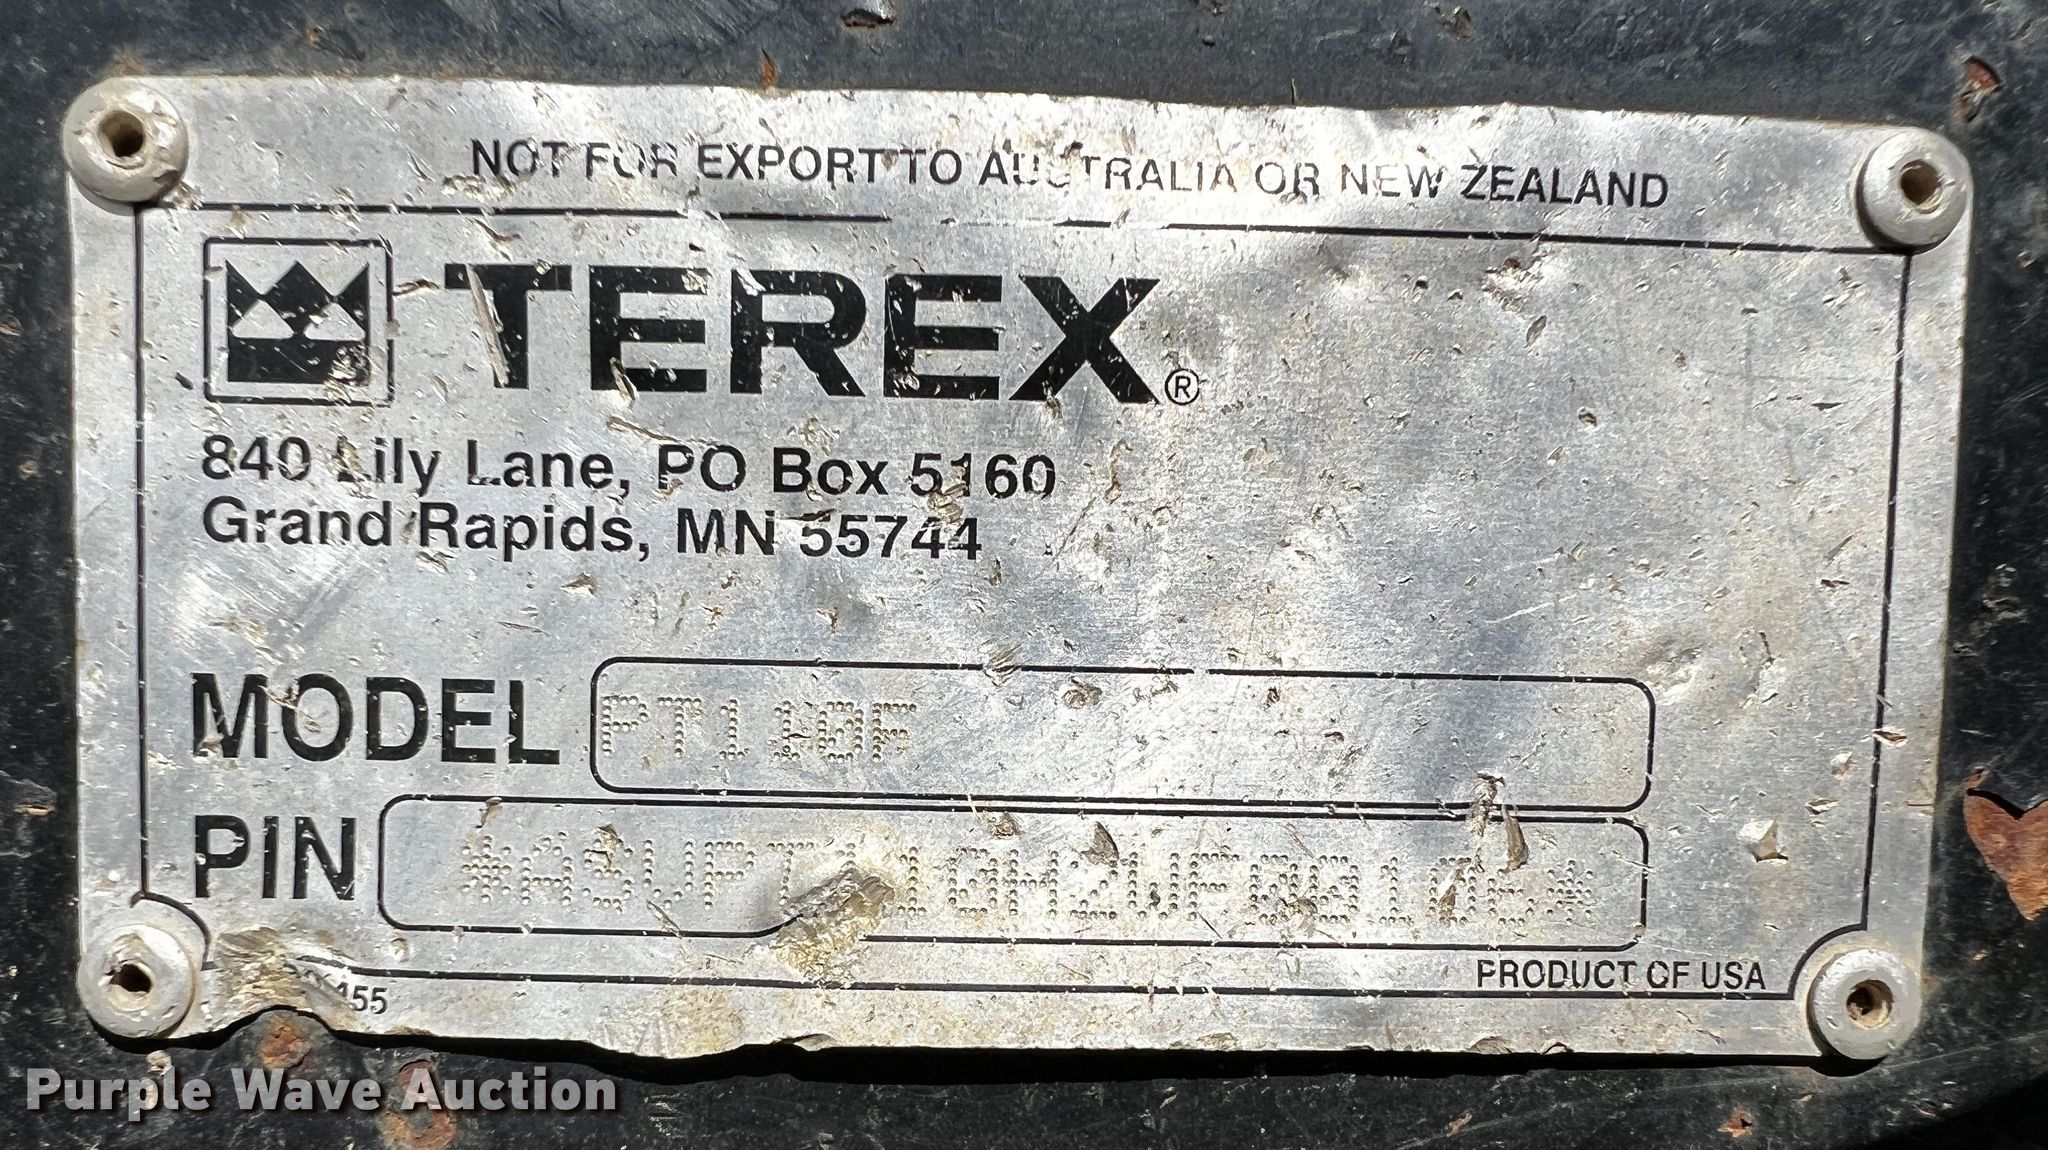 NOT FOR EXPORT TO AUSTRALIA OR NEW ZEALAND
TEREX®
840 Lily Lane, PO Box 5160
Grand Rapids, MN 55744
MODEL PT110F
PIN
PRODUCT OF USA
Purple Wave Auction